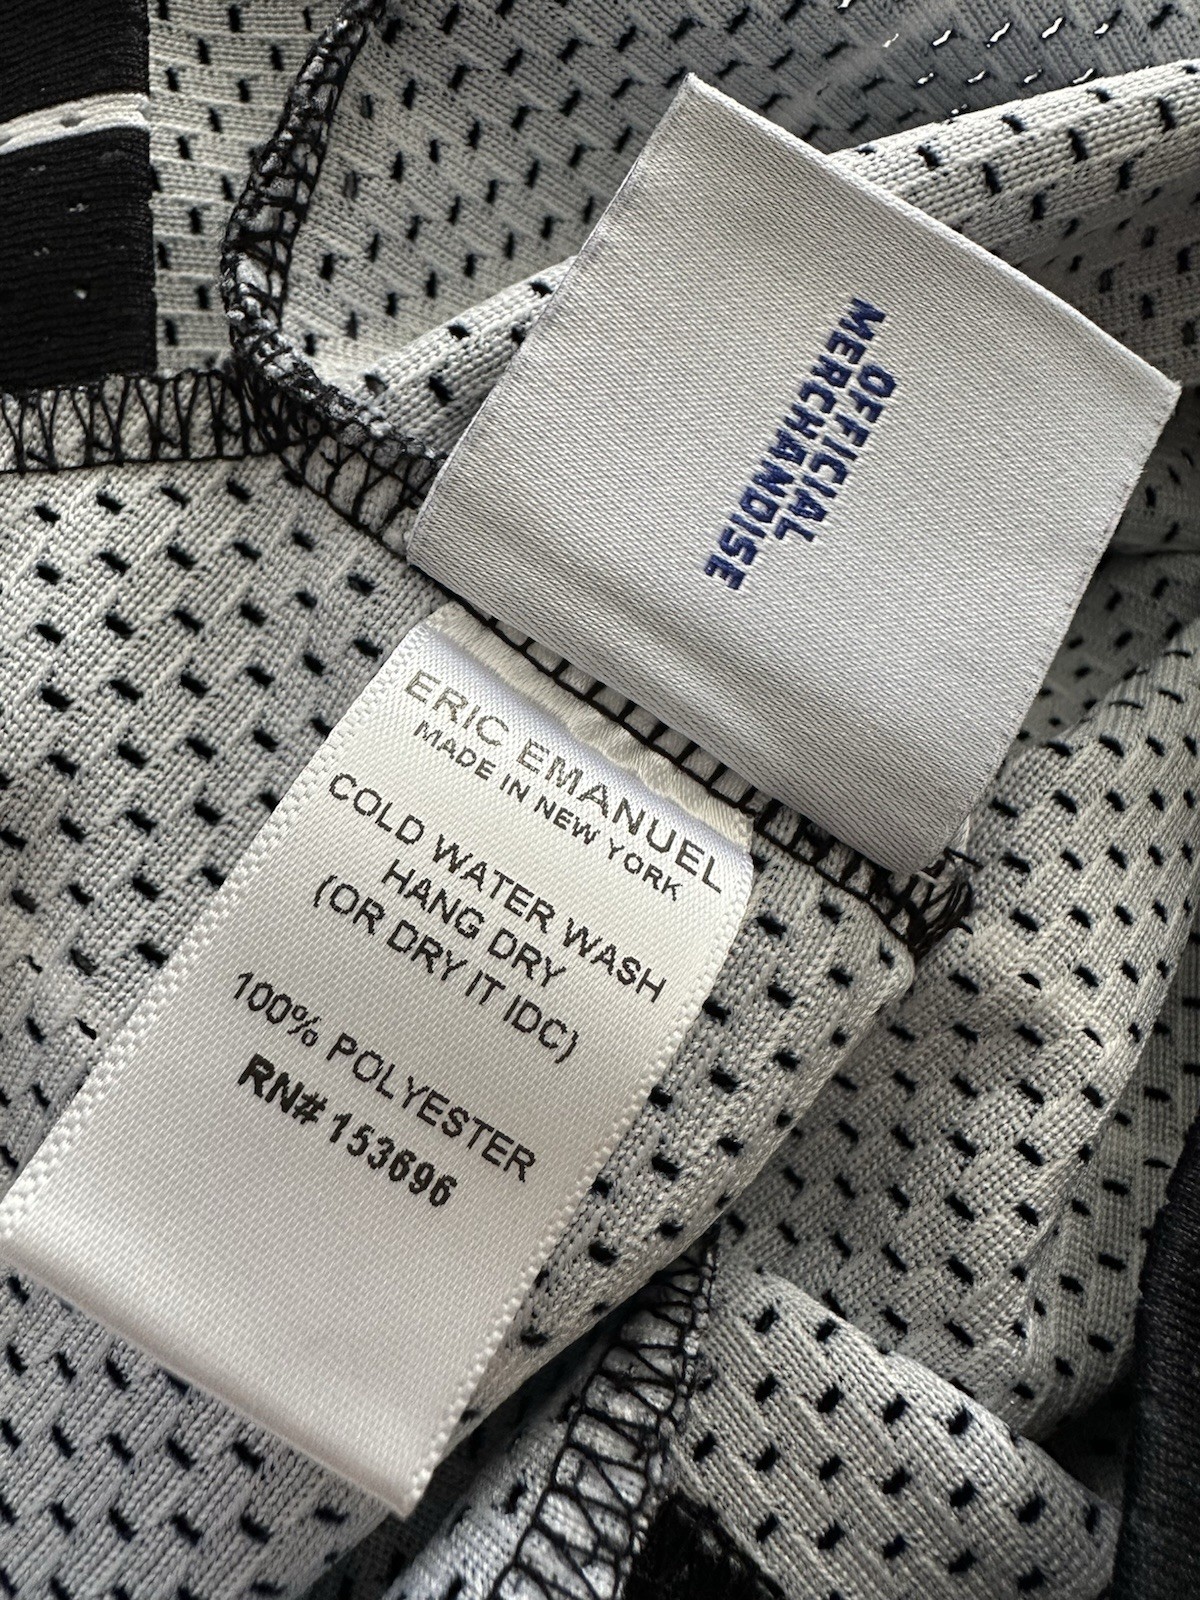 OFFICIAL
MERCHANDISE
ERIC EMANUEL
MADE IN NEW YORK
COLD WATER WASH
HANG DRY
(OR DRY IT IDC)
100% POLYESTER
RN# 153696